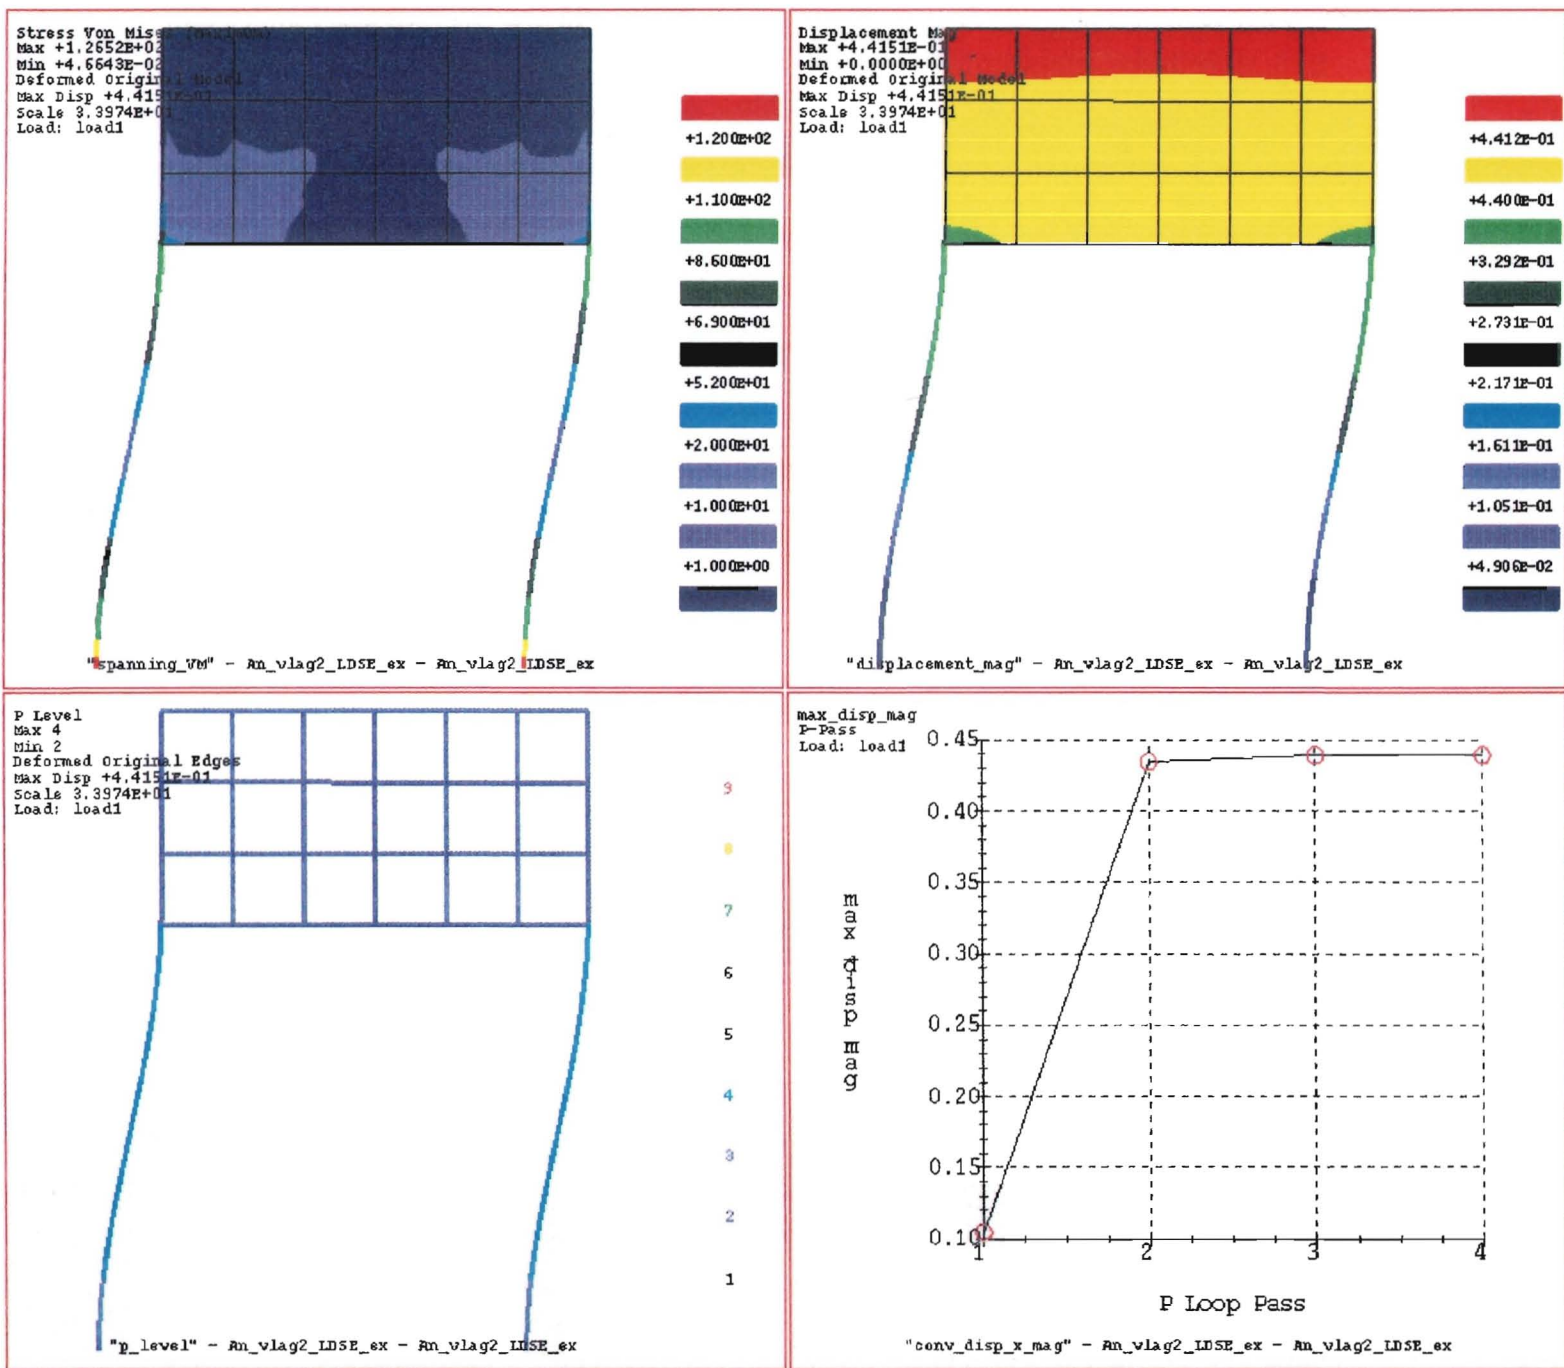 Stress Von Mises (Maximum)
Max +1.2652E+02
Min +4.6643E-02
Deformed Original Model
Max Disp +4.4151E-01
Scale 3.3974E+01
Load: load1
+1.200E+02
+1.100E+02
+8.600E+01
+6.900E+01
+5.200E+01
+2.000E+01
+1.000E+01
+1.000E+00
"spanning_VM" - An_vlag2_LDSE_ex - An_vlag2_LDSE_ex
Displacement Mag
Max +4.4151E-01
Min +0.0000E+00
Deformed Original Model
Max Disp +4.4151E-01
Scale 3.3974E+01
Load: load1
+4.412E-01
+4.400E-01
+3.292E-01
+2.731E-01
+2.171E-01
+1.611E-01
+1.051E-01
+4.906E-02
"displacement_mag" - An_vlag2_LDSE_ex - An_vlag2_LDSE_ex
P Level
Max 4
Min 2
Deformed Original Edges
Max Disp +4.4151E-01
Scale 3.3974E+01
Load: load1
9
8
7
6
5
4
3
2
1
"p_level" - An_vlag2_LDSE_ex - An_vlag2_LDSE_ex
max_disp_mag
P-Pass
Load: load1
0.45
0.40
0.35
0.30
0.25
0.20
0.15
0.10
max disp mag
1 2 3 4
P Loop Pass
"conv_disp_x_mag" - An_vlag2_LDSE_ex - An_vlag2_LDSE_ex